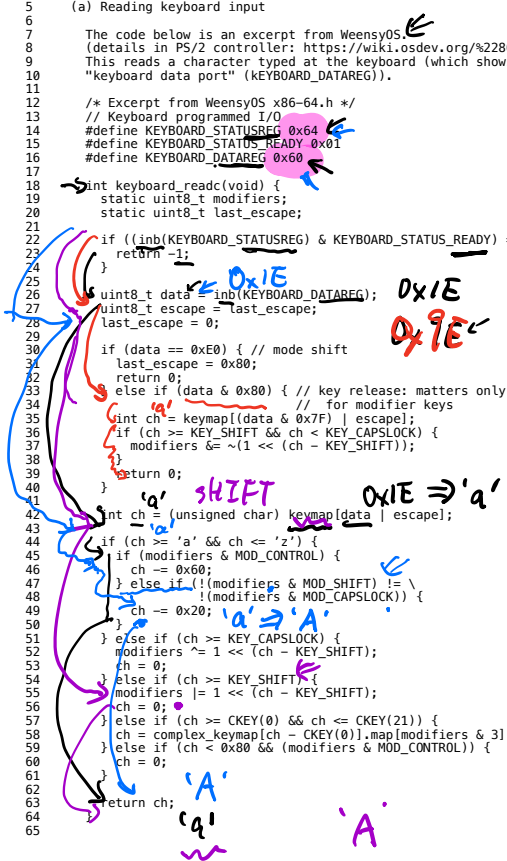 5 (a) Reading keyboard input
6
7 The code below is an excerpt from WeensyOS.
8 (details in PS/2 controller: https://wiki.osdev.org/%228
9 This reads a character typed at the keyboard (which show
10 "keyboard data port" (kEYBOARD_DATAREG)).
11
12 /* Excerpt from WeensyOS x86-64.h */
13 // Keyboard programmed I/O
14 #define KEYBOARD_STATUSREG 0x64
15 #define KEYBOARD_STATUS_READY 0x01
16 #define KEYBOARD_DATAREG 0x60
17
18 int keyboard_readc(void) {
19 static uint8_t modifiers;
20 static uint8_t last_escape;
21
22 if ((inb(KEYBOARD_STATUSREG) & KEYBOARD_STATUS_READY) =
23 return -1;
24 }
0x1E
25
26 uint8_t data = inb(KEYBOARD_DATAREG); 0x1E
27 uint8_t escape = last_escape;
28 last_escape = 0; 0x9E
29
30 if (data == 0xE0) { // mode shift
31 last_escape = 0x80;
32 return 0;
33 } else if (data & 0x80) { // key release: matters only
34 'a' // for modifier keys
35 int ch = keymap[(data & 0x7F) | escape];
36 if (ch >= KEY_SHIFT && ch < KEY_CAPSLOCK) {
37 modifiers &= ~(1 << (ch - KEY_SHIFT));
38 }
39 return 0;
40 }
41 'a' SHIFT 0x1E ⇒ 'a'
42 int ch = (unsigned char) keymap[data | escape];
43 'a'
44 if (ch >= 'a' && ch <= 'z') {
45 if (modifiers & MOD_CONTROL) {
46 ch -= 0x60;
47 } else if (!(modifiers & MOD_SHIFT) != \
48 !(modifiers & MOD_CAPSLOCK)) {
49 ch -= 0x20; 'a' ⇒ 'A'
50 }
51 } else if (ch >= KEY_CAPSLOCK) {
52 modifiers ^= 1 << (ch - KEY_SHIFT);
53 ch = 0;
54 } else if (ch >= KEY_SHIFT) {
55 modifiers |= 1 << (ch - KEY_SHIFT);
56 ch = 0;
57 } else if (ch >= CKEY(0) && ch <= CKEY(21)) {
58 ch = complex_keymap[ch - CKEY(0)].map[modifiers & 3]
59 } else if (ch < 0x80 && (modifiers & MOD_CONTROL)) {
60 ch = 0;
61 }
62 'A'
63 return ch;
64 } 'a' 'A'
65